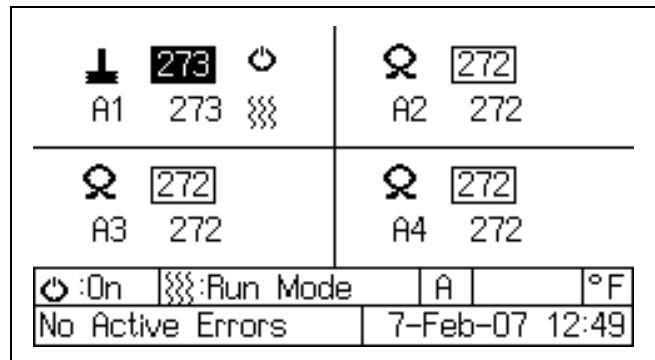 273 272
A1 273 A2 272
272 272
A3 272 A4 272
:On :Run Mode A °F
No Active Errors 7-Feb-07 12:49